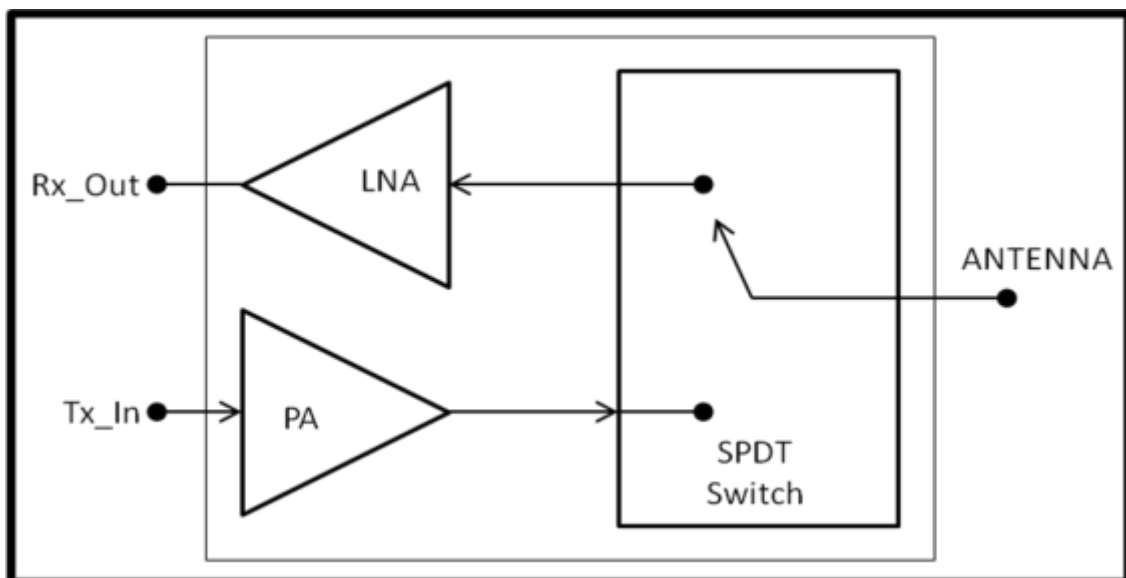 LNA
Rx_Out
ANTENNA
Tx_In
PA
SPDT
Switch